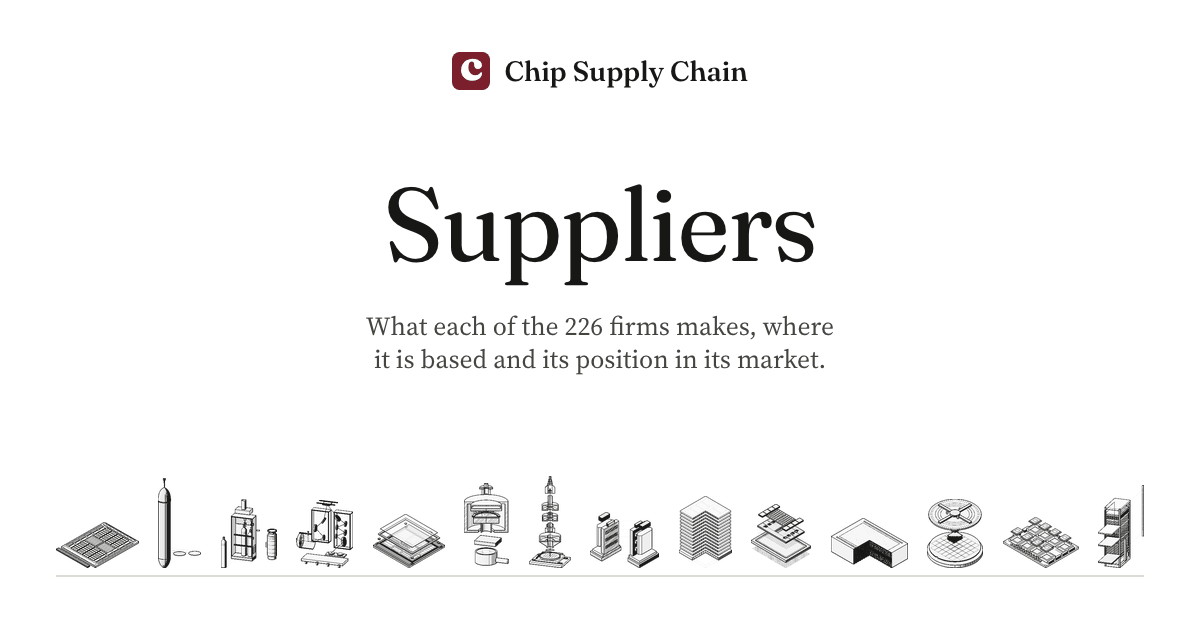 C Chip Supply Chain
Suppliers
What each of the 226 firms makes, where
it is based and its position in its market.